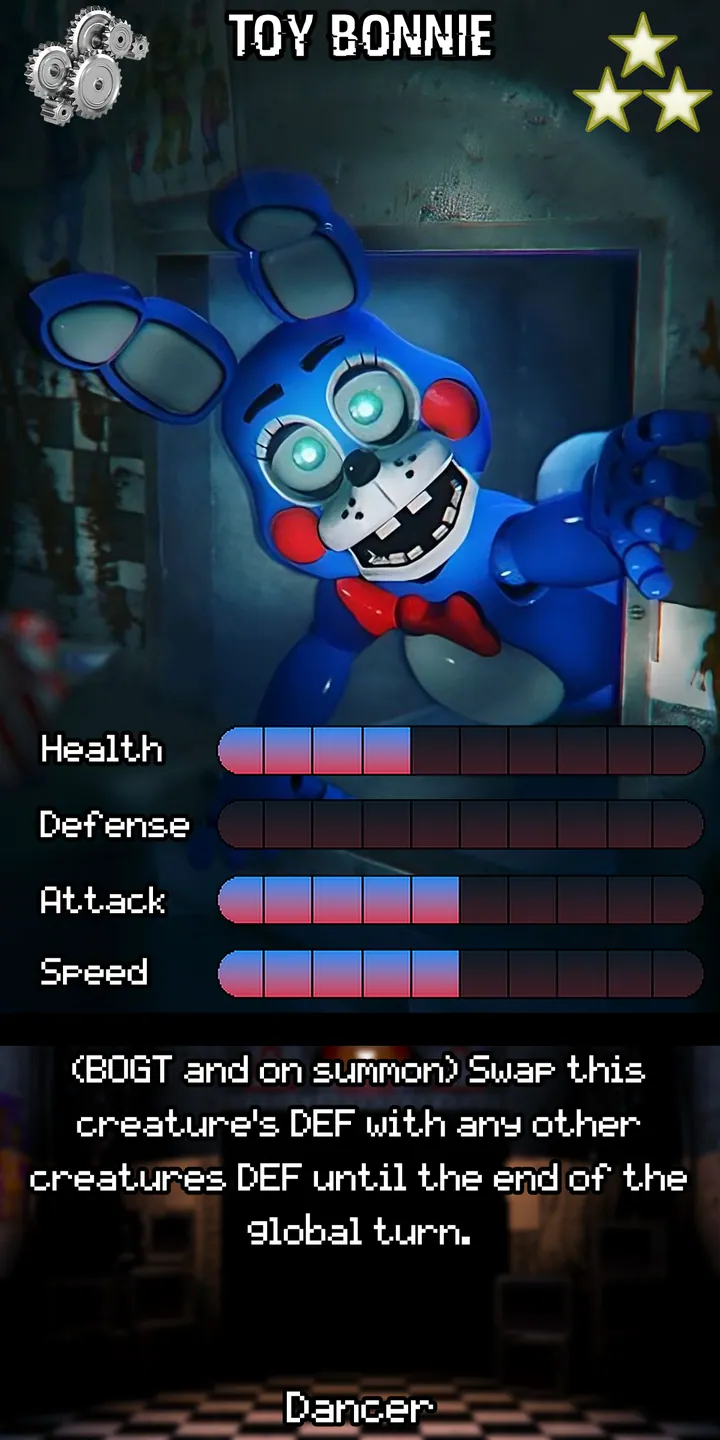 TOY BONNIE
Health
Defense
Attack
Speed
(BOGT and on summon) Swap this
creature's DEF with any other
creatures DEF until the end of the
global turn.
Dancer